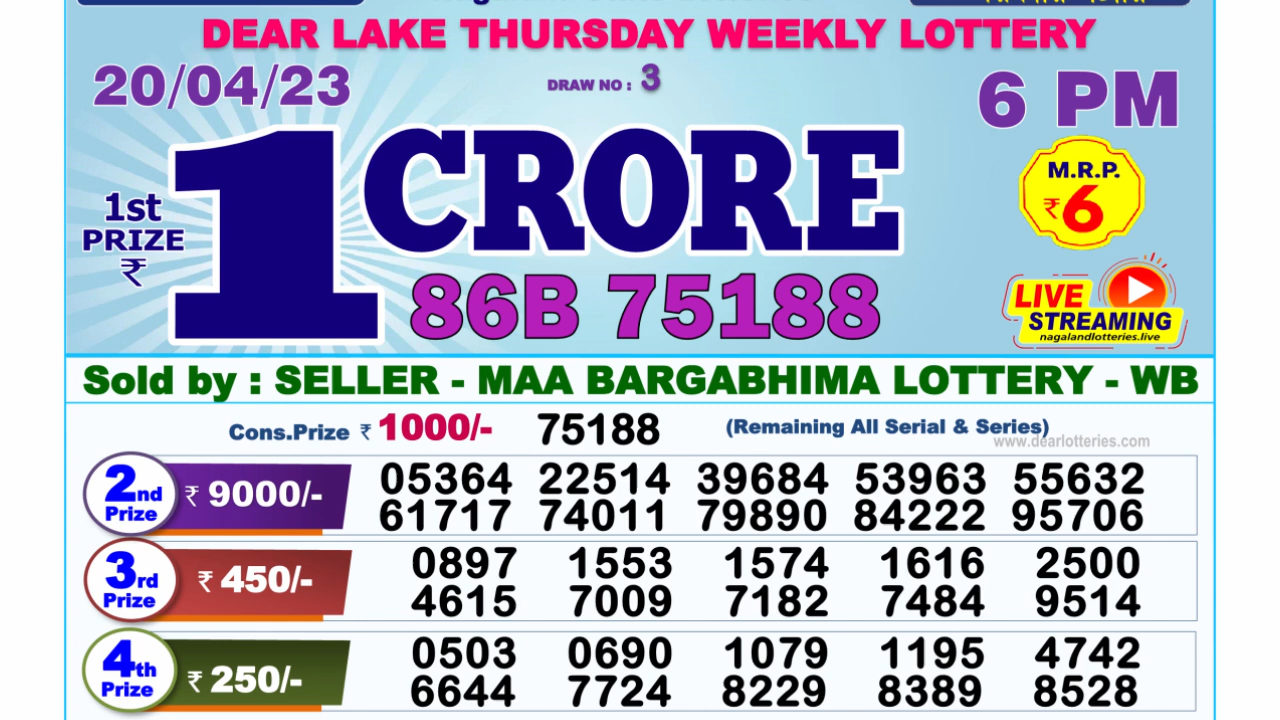 DEAR LAKE THURSDAY WEEKLY LOTTERY
20/04/23
DRAW NO : 3
6 PM
1st
PRIZE
₹
1 CRORE
86B 75188
M.R.P.
₹6
LIVE
STREAMING
nagalandlotteries.live
Sold by : SELLER - MAA BARGABHIMA LOTTERY - WB
Cons.Prize ₹ 1000/- 75188 (Remaining All Serial & Series)
www.dearlotteries.com
2nd Prize ₹ 9000/-
05364 22514 39684 53963 55632
61717 74011 79890 84222 95706
3rd Prize ₹ 450/-
0897 1553 1574 1616 2500
4615 7009 7182 7484 9514
4th Prize ₹ 250/-
0503 0690 1079 1195 4742
6644 7724 8229 8389 8528